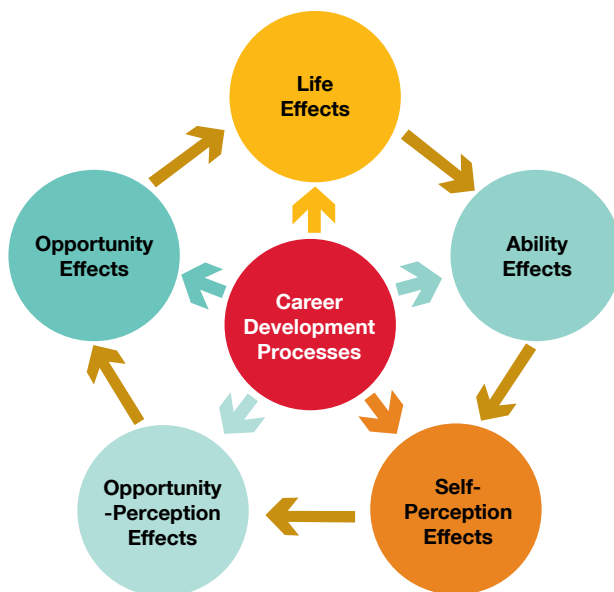 Life
Effects
Opportunity
Effects
Ability
Effects
Career
Development
Processes
Opportunity
-Perception
Effects
Self-
Perception
Effects